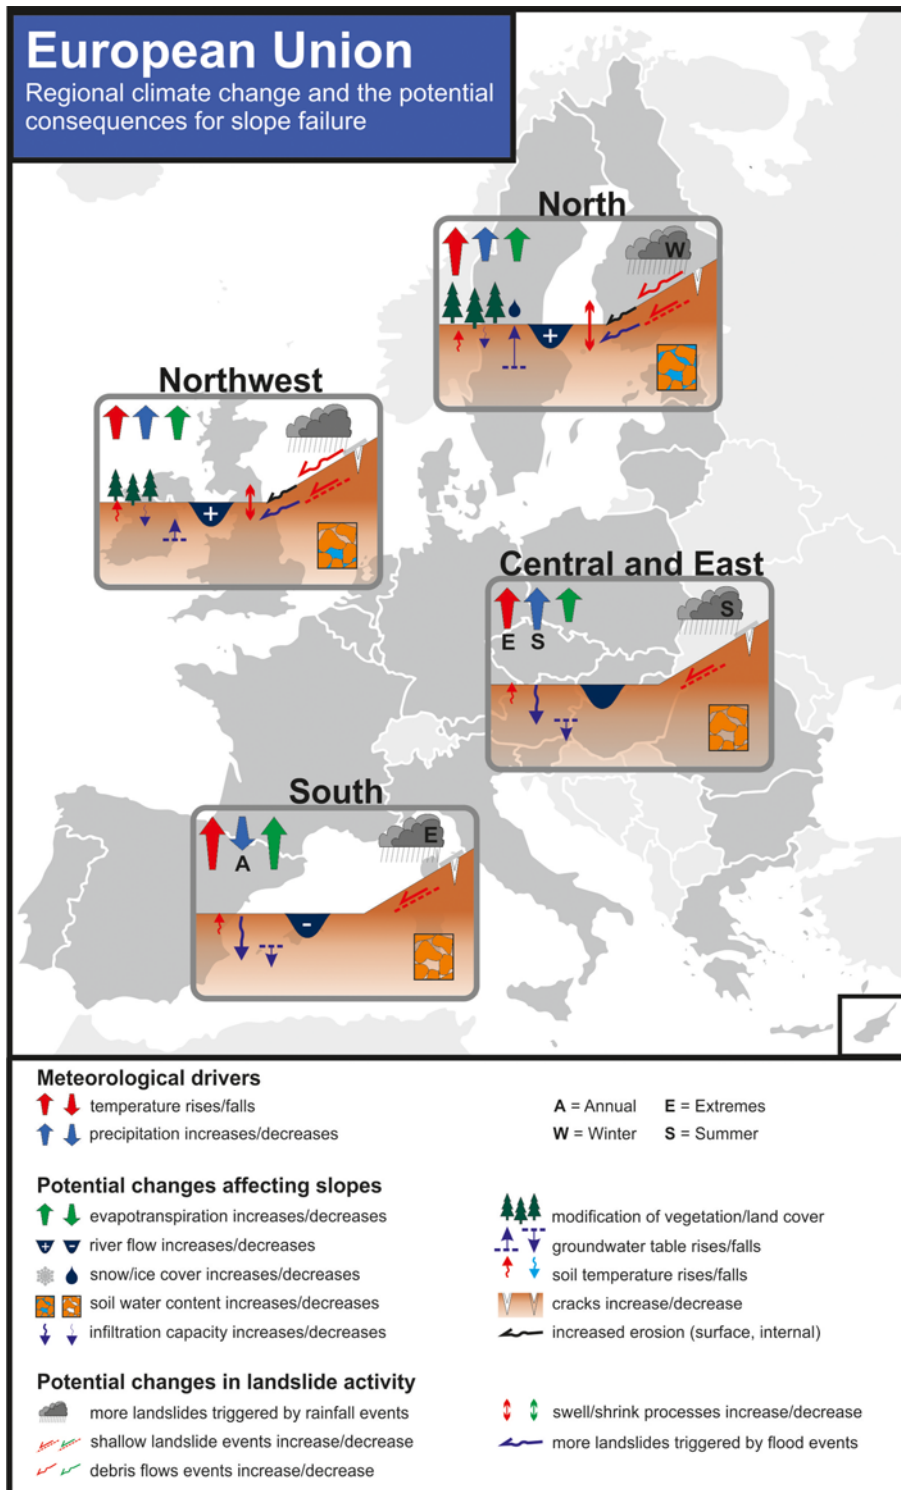 European Union
Regional climate change and the potential
consequences for slope failure
North
W
+
Northwest
+
Central and East
E
S
S
South
A
E
-
Meteorological drivers
temperature rises/falls
precipitation increases/decreases
A = Annual
E = Extremes
W = Winter
S = Summer
Potential changes affecting slopes
evapotranspiration increases/decreases
+ - river flow increases/decreases
snow/ice cover increases/decreases
soil water content increases/decreases
infiltration capacity increases/decreases
modification of vegetation/land cover
groundwater table rises/falls
soil temperature rises/falls
cracks increase/decrease
increased erosion (surface, internal)
Potential changes in landslide activity
more landslides triggered by rainfall events
shallow landslide events increase/decrease
debris flows events increase/decrease
swell/shrink processes increase/decrease
more landslides triggered by flood events